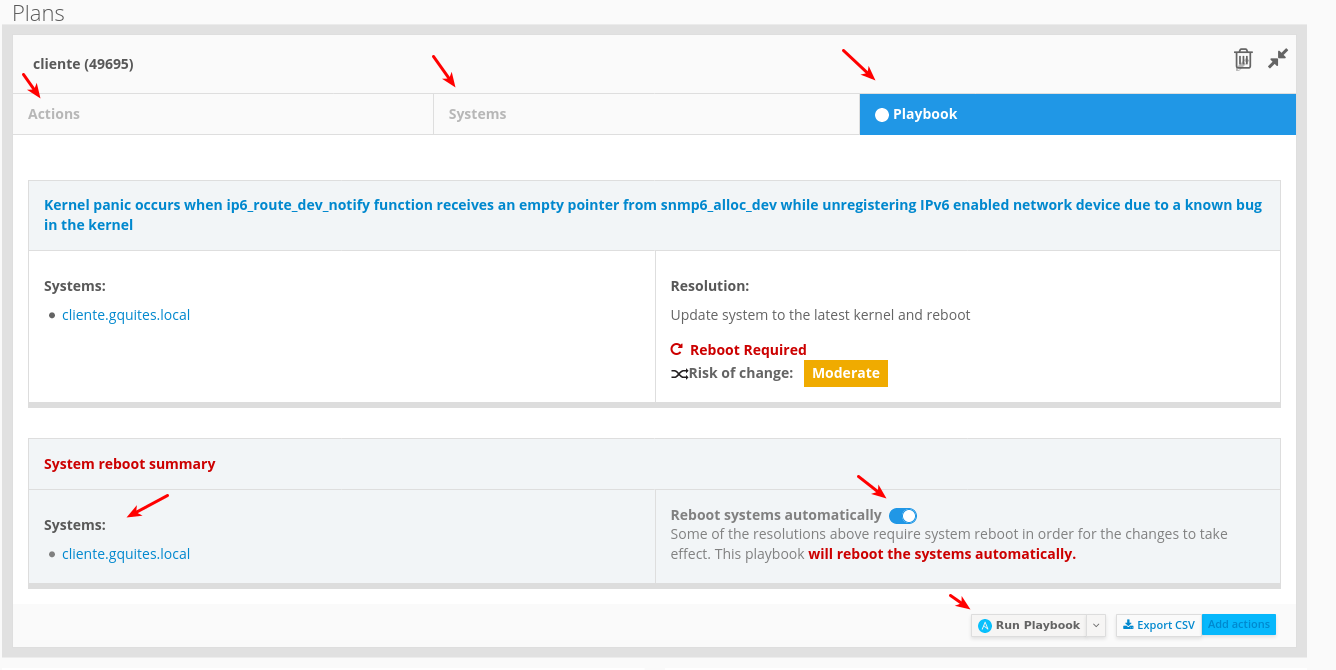 Plans
cliente (49695)
Actions
Systems
Playbook
Kernel panic occurs when ip6_route_dev_notify function receives an empty pointer from snmp6_alloc_dev while unregistering IPv6 enabled network device due to a known bug
in the kernel
Systems:
cliente.gquites.local
Resolution:
Update system to the latest kernel and reboot
Reboot Required
Risk of change: Moderate
System reboot summary
Systems:
cliente.gquites.local
Reboot systems automatically
Some of the resolutions above require system reboot in order for the changes to take
effect. This playbook will reboot the systems automatically.
A Run Playbook
Export CSV
Add actions